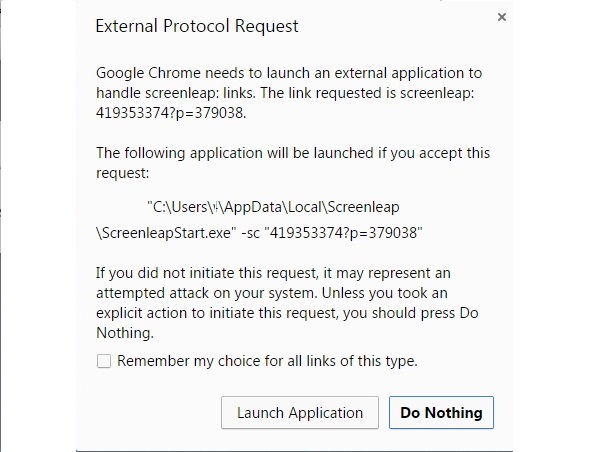 External Protocol Request
Google Chrome needs to launch an external application to
handle screenleap: links. The link requested is screenleap:
419353374?p=379038.
The following application will be launched if you accept this
request:
"C:\Users\ \AppData\Local\Screenleap
\ScreenleapStart.exe" -sc "419353374?p=379038"
If you did not initiate this request, it may represent an
attempted attack on your system. Unless you took an
explicit action to initiate this request, you should press Do
Nothing.
Remember my choice for all links of this type.
Launch Application
Do Nothing